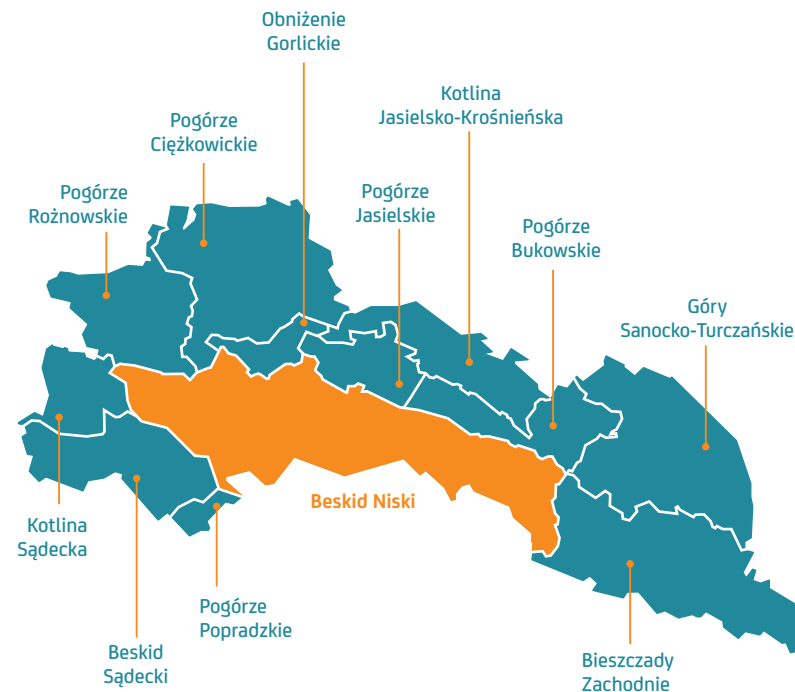 Obniżenie
Gorlickie
Kotlina
Jasielsko-Krośnieńska
Pogórze
Ciężkowickie
Pogórze
Rożnowskie
Pogórze
Jasielskie
Pogórze
Bukowskie
Góry
Sanocko-Turczańskie
Beskid Niski
Kotlina
Sądecka
Pogórze
Popradzkie
Beskid
Sądecki
Bieszczady
Zachodnie